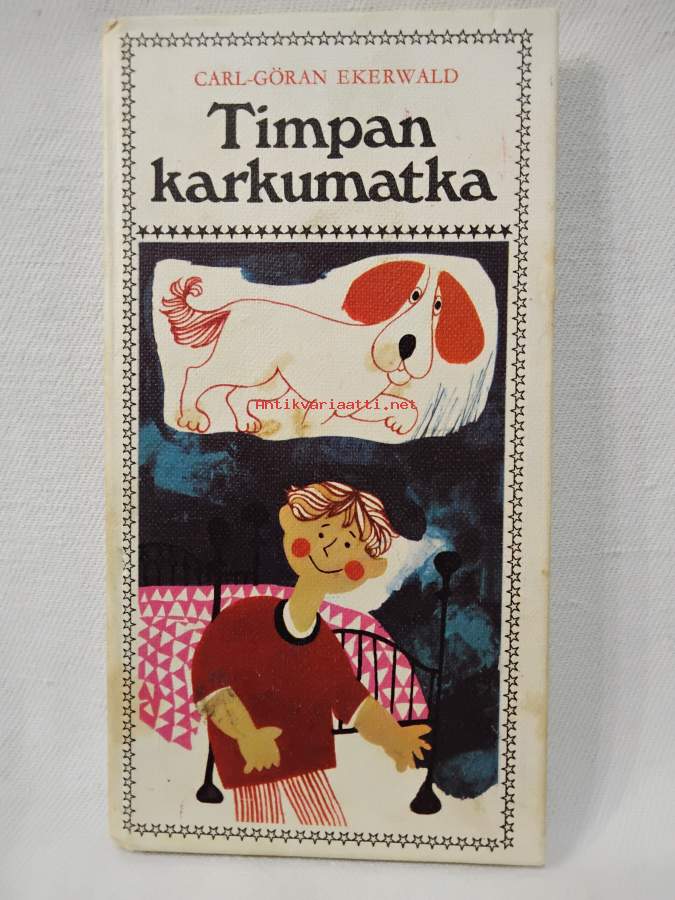 CARL-GÖRAN EKERWALD
Timpan
karkumatka
Antikvariaatti.net